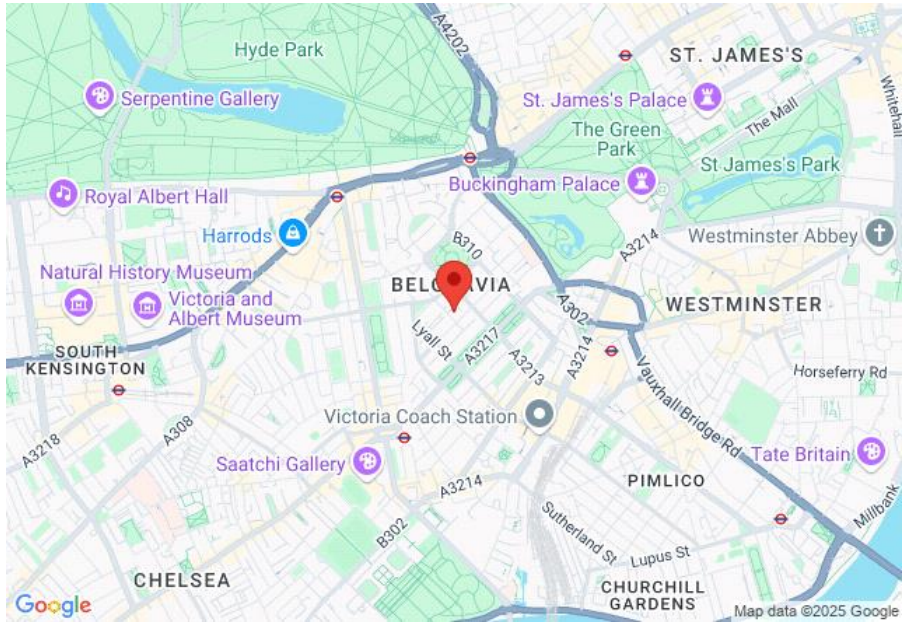 Hyde Park
A4202
ST. JAMES'S
Serpentine Gallery
St. James's Palace
The Mall
Whitehall
The Green
Park
St James's Park
Royal Albert Hall
Buckingham Palace
Harrods
B310
A3214
Westminster Abbey
Natural History Museum
Victoria and
Albert Museum
A302
WESTMINSTER
Lyall St
A3217
A3213
A3214
SOUTH
KENSINGTON
Horseferry Rd
Vauxhall Bridge Rd
A308
A3218
Victoria Coach Station
Saatchi Gallery
Tate Britain
A3214
PIMLICO
Millbank
B302
Sutherland St
Lupus St
CHELSEA
CHURCHILL
GARDENS
Google
Map data ©2025 Google